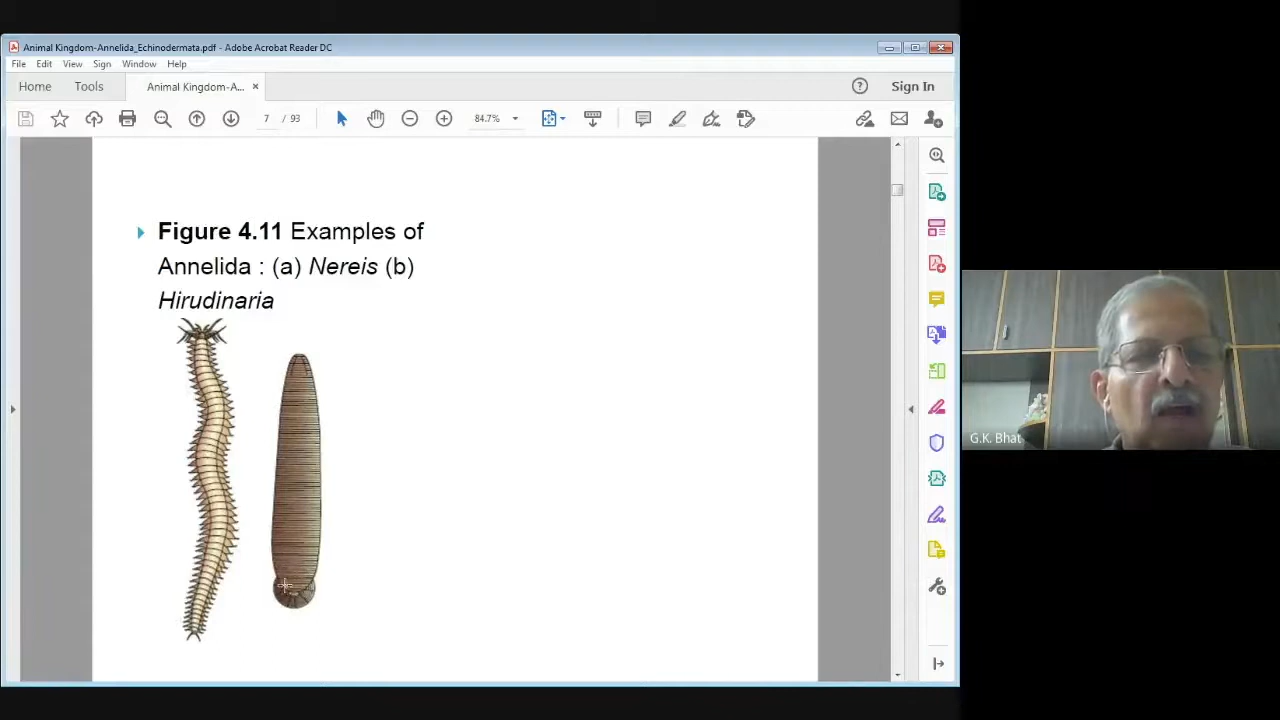 Animal Kingdom-Annelida_Echinodermata.pdf - Adobe Acrobat Reader DC
File Edit View Sign Window Help
Home Tools Animal Kingdom-A... × Sign In
7 / 93 84.7%
Figure 4.11 Examples of
Annelida : (a) Nereis (b)
Hirudinaria
G.K. Bhat